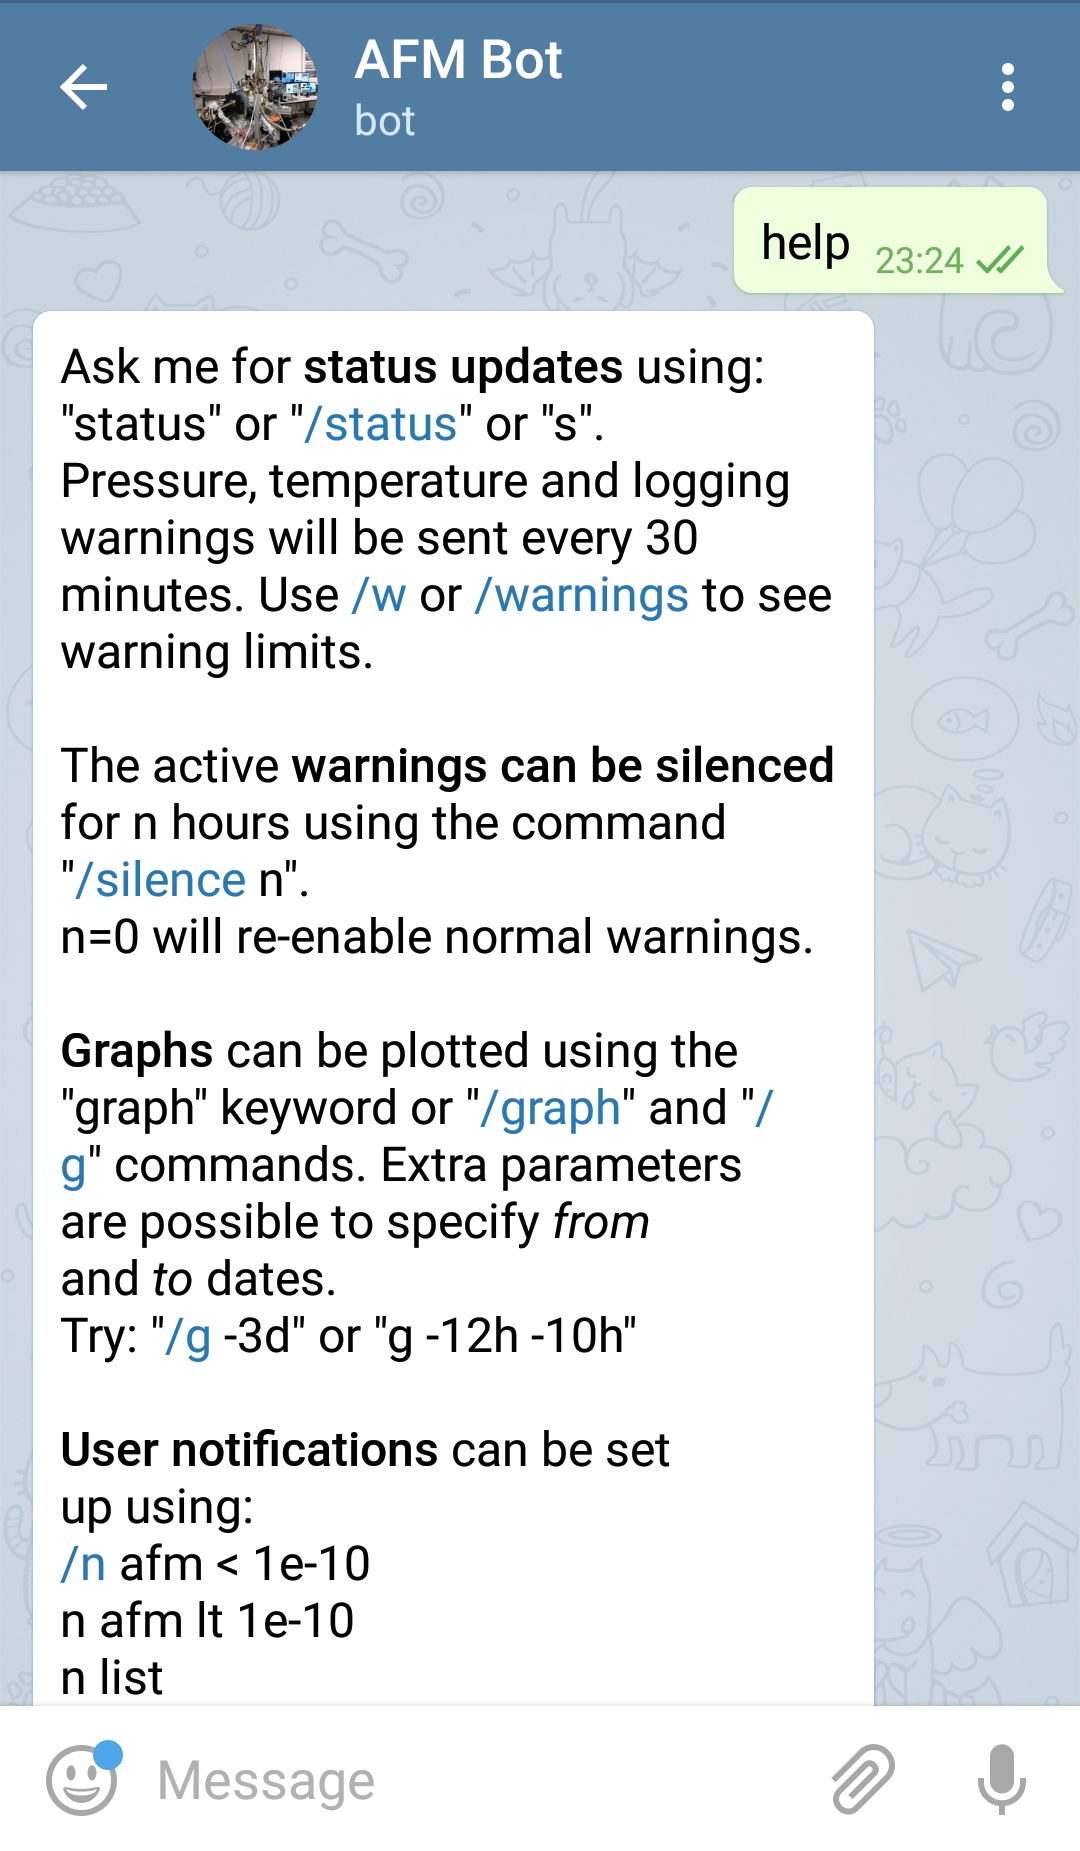 AFM Bot
bot
help 23:24
Ask me for status updates using:
"status" or "/status" or "s".
Pressure, temperature and logging
warnings will be sent every 30
minutes. Use /w or /warnings to see
warning limits.
The active warnings can be silenced
for n hours using the command
"/silence n".
n=0 will re-enable normal warnings.
Graphs can be plotted using the
"graph" keyword or "/graph" and "/
g" commands. Extra parameters
are possible to specify from
and to dates.
Try: "/g -3d" or "g -12h -10h"
User notifications can be set
up using:
/n afm < 1e-10
n afm lt 1e-10
n list
Message